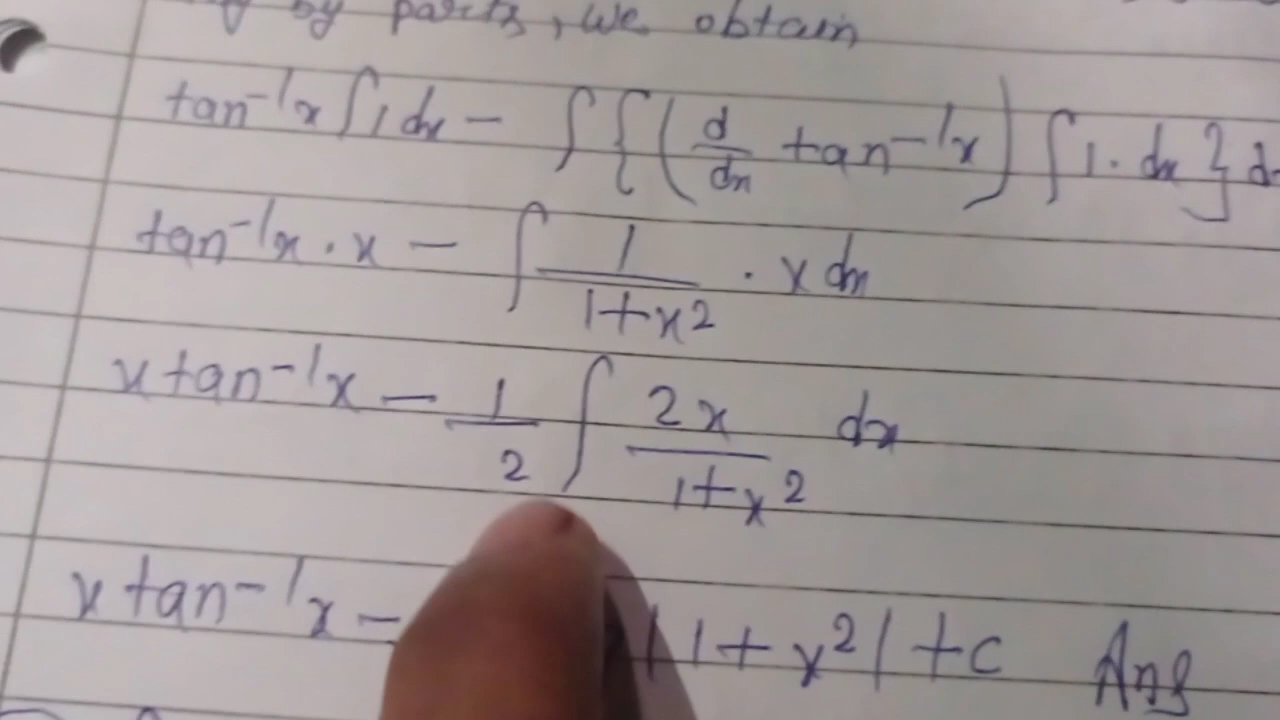 by parts, we obtain
tan⁻¹x ∫1 dx − ∫{(d/dx tan⁻¹x) ∫1. dx}
tan⁻¹x . x − ∫ 1/1+x² . x dx
x tan⁻¹x − 1/2 ∫ 2x/1+x² dx
x tan⁻¹x − |1+x²| + c Ans